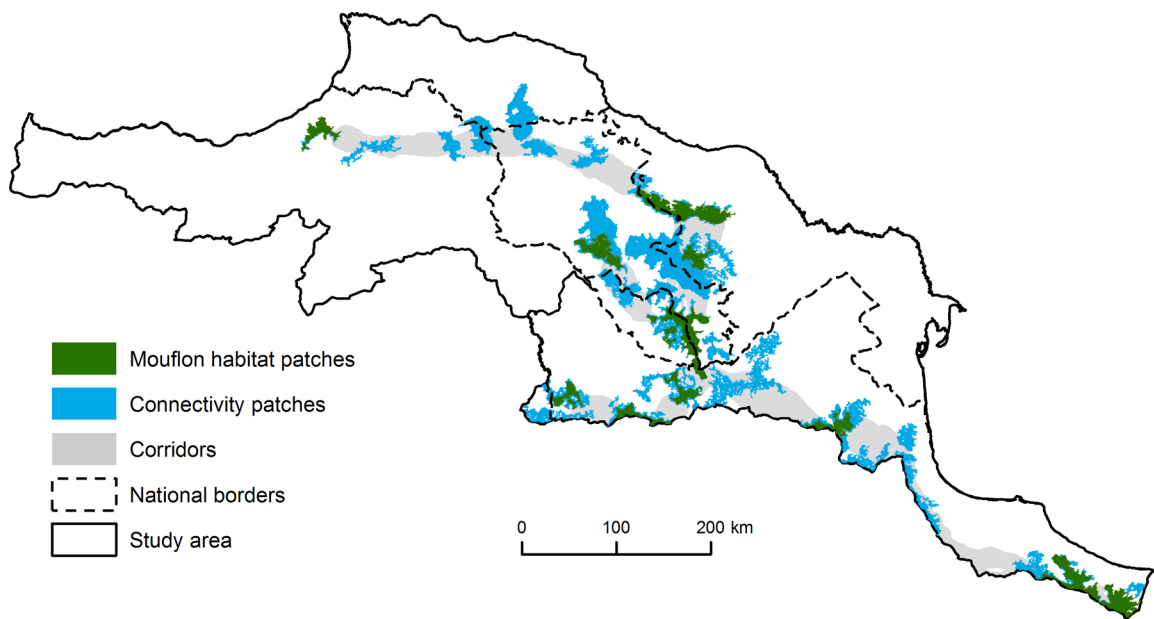 Mouflon habitat patches
Connectivity patches
Corridors
National borders
Study area
0 100 200 km